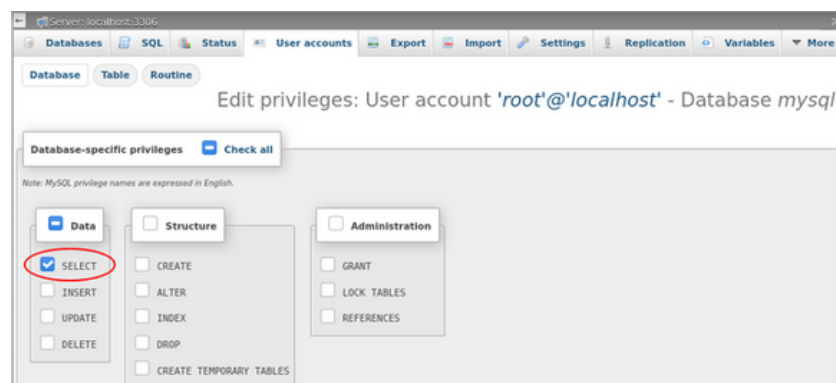 Server: localhost:3306
Databases SQL Status User accounts Export Import Settings Replication Variables More
Database Table Routine
Edit privileges: User account 'root'@'localhost' - Database mysql
Database-specific privileges Check all
Note: MySQL privilege names are expressed in English.
Data Structure Administration
SELECT CREATE GRANT
INSERT ALTER LOCK TABLES
UPDATE INDEX REFERENCES
DELETE DROP
CREATE TEMPORARY TABLES